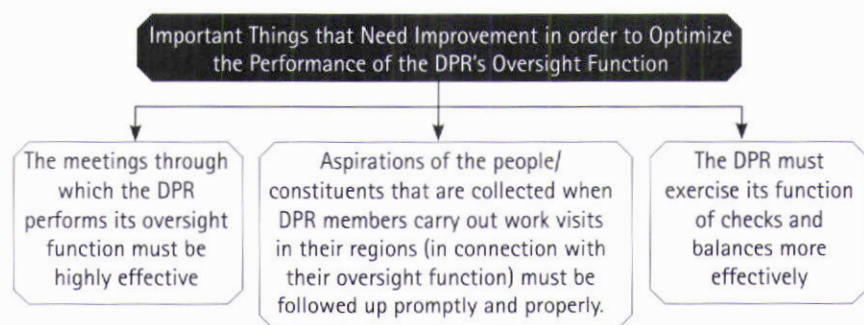 Important Things that Need Improvement in order to Optimize
the Performance of the DPR's Oversight Function
The meetings through
which the DPR
performs its oversight
function must be
highly effective
Aspirations of the people/
constituents that are collected when
DPR members carry out work visits
in their regions (in connection with
their oversight function) must be
followed up promptly and properly.
The DPR must
exercise its function
of checks and
balances more
effectively